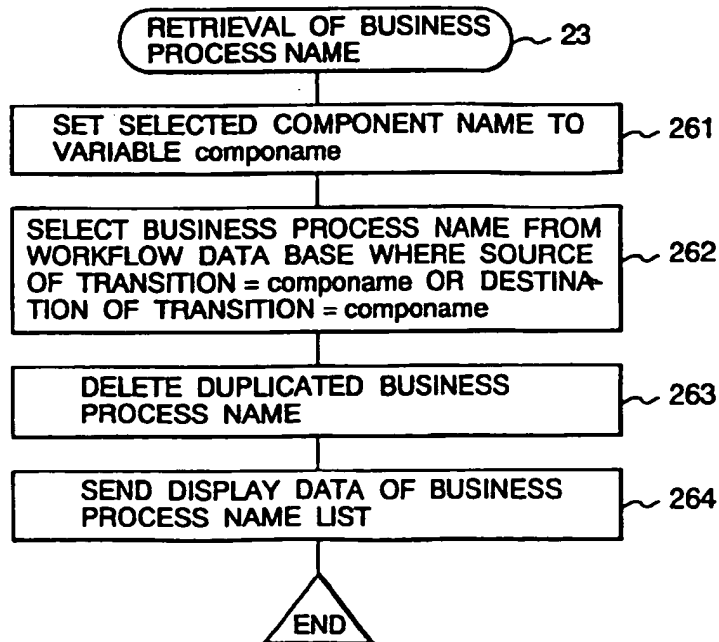 RETRIEVAL OF BUSINESS
PROCESS NAME
23
SET SELECTED COMPONENT NAME TO
VARIABLE componame
261
SELECT BUSINESS PROCESS NAME FROM
WORKFLOW DATA BASE WHERE SOURCE
OF TRANSITION = componame OR DESTINA-
TION OF TRANSITION = componame
262
DELETE DUPLICATED BUSINESS
PROCESS NAME
263
SEND DISPLAY DATA OF BUSINESS
PROCESS NAME LIST
264
END